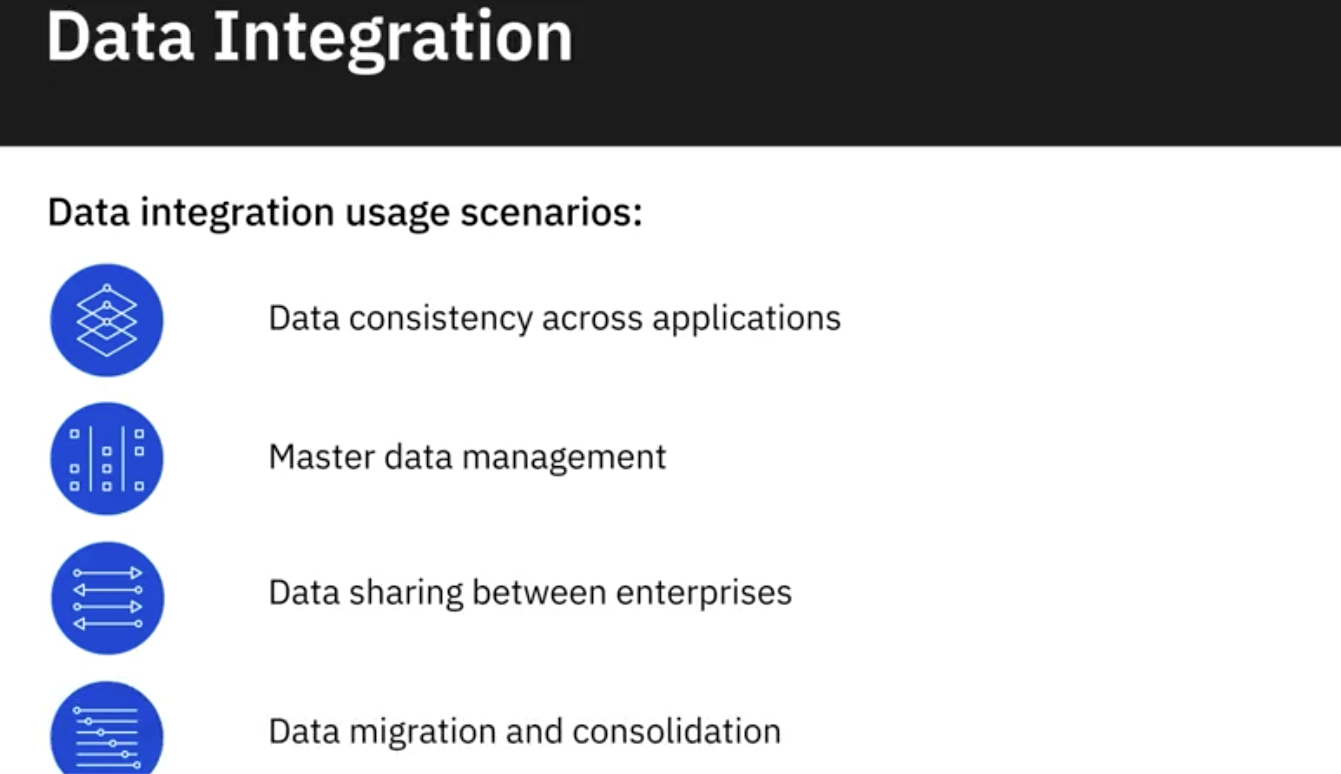 Data Integration
Data integration usage scenarios:
Data consistency across applications
Master data management
Data sharing between enterprises
Data migration and consolidation